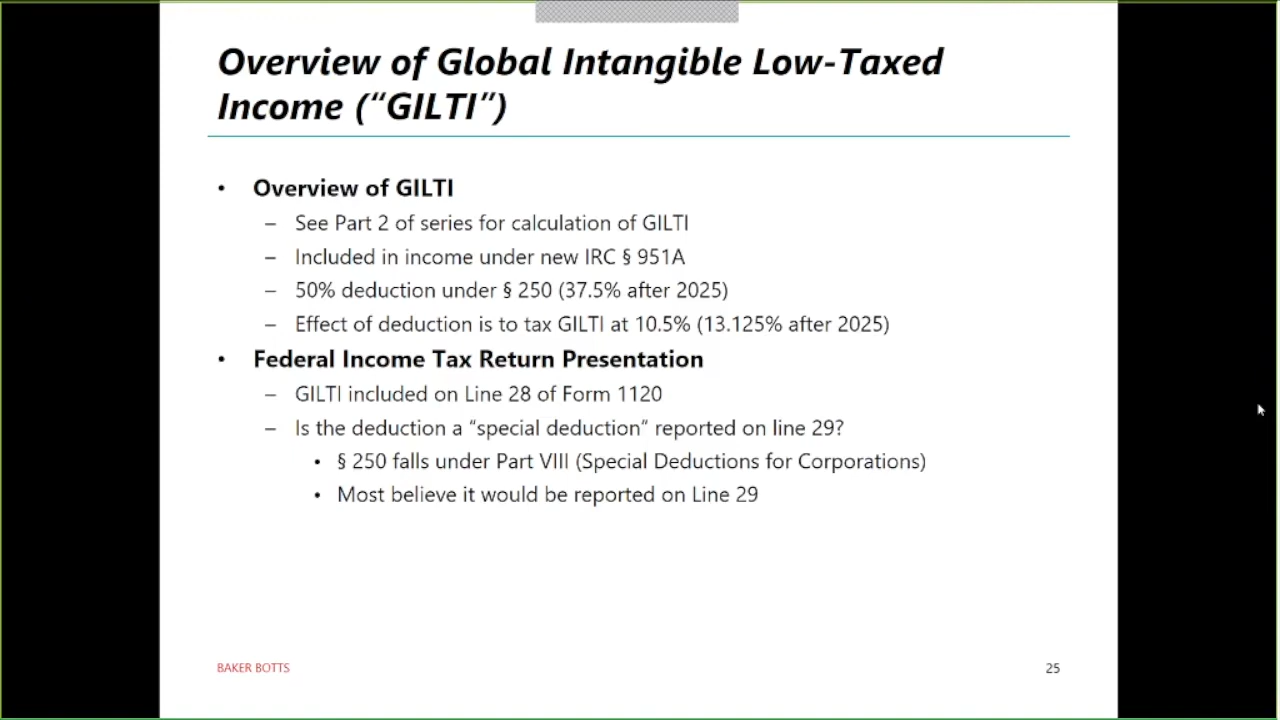 Overview of Global Intangible Low-Taxed
Income (“GILTI”)
• Overview of GILTI
– See Part 2 of series for calculation of GILTI
– Included in income under new IRC § 951A
– 50% deduction under § 250 (37.5% after 2025)
– Effect of deduction is to tax GILTI at 10.5% (13.125% after 2025)
• Federal Income Tax Return Presentation
– GILTI included on Line 28 of Form 1120
– Is the deduction a “special deduction” reported on line 29?
• § 250 falls under Part VIII (Special Deductions for Corporations)
• Most believe it would be reported on Line 29
BAKER BOTTS
25